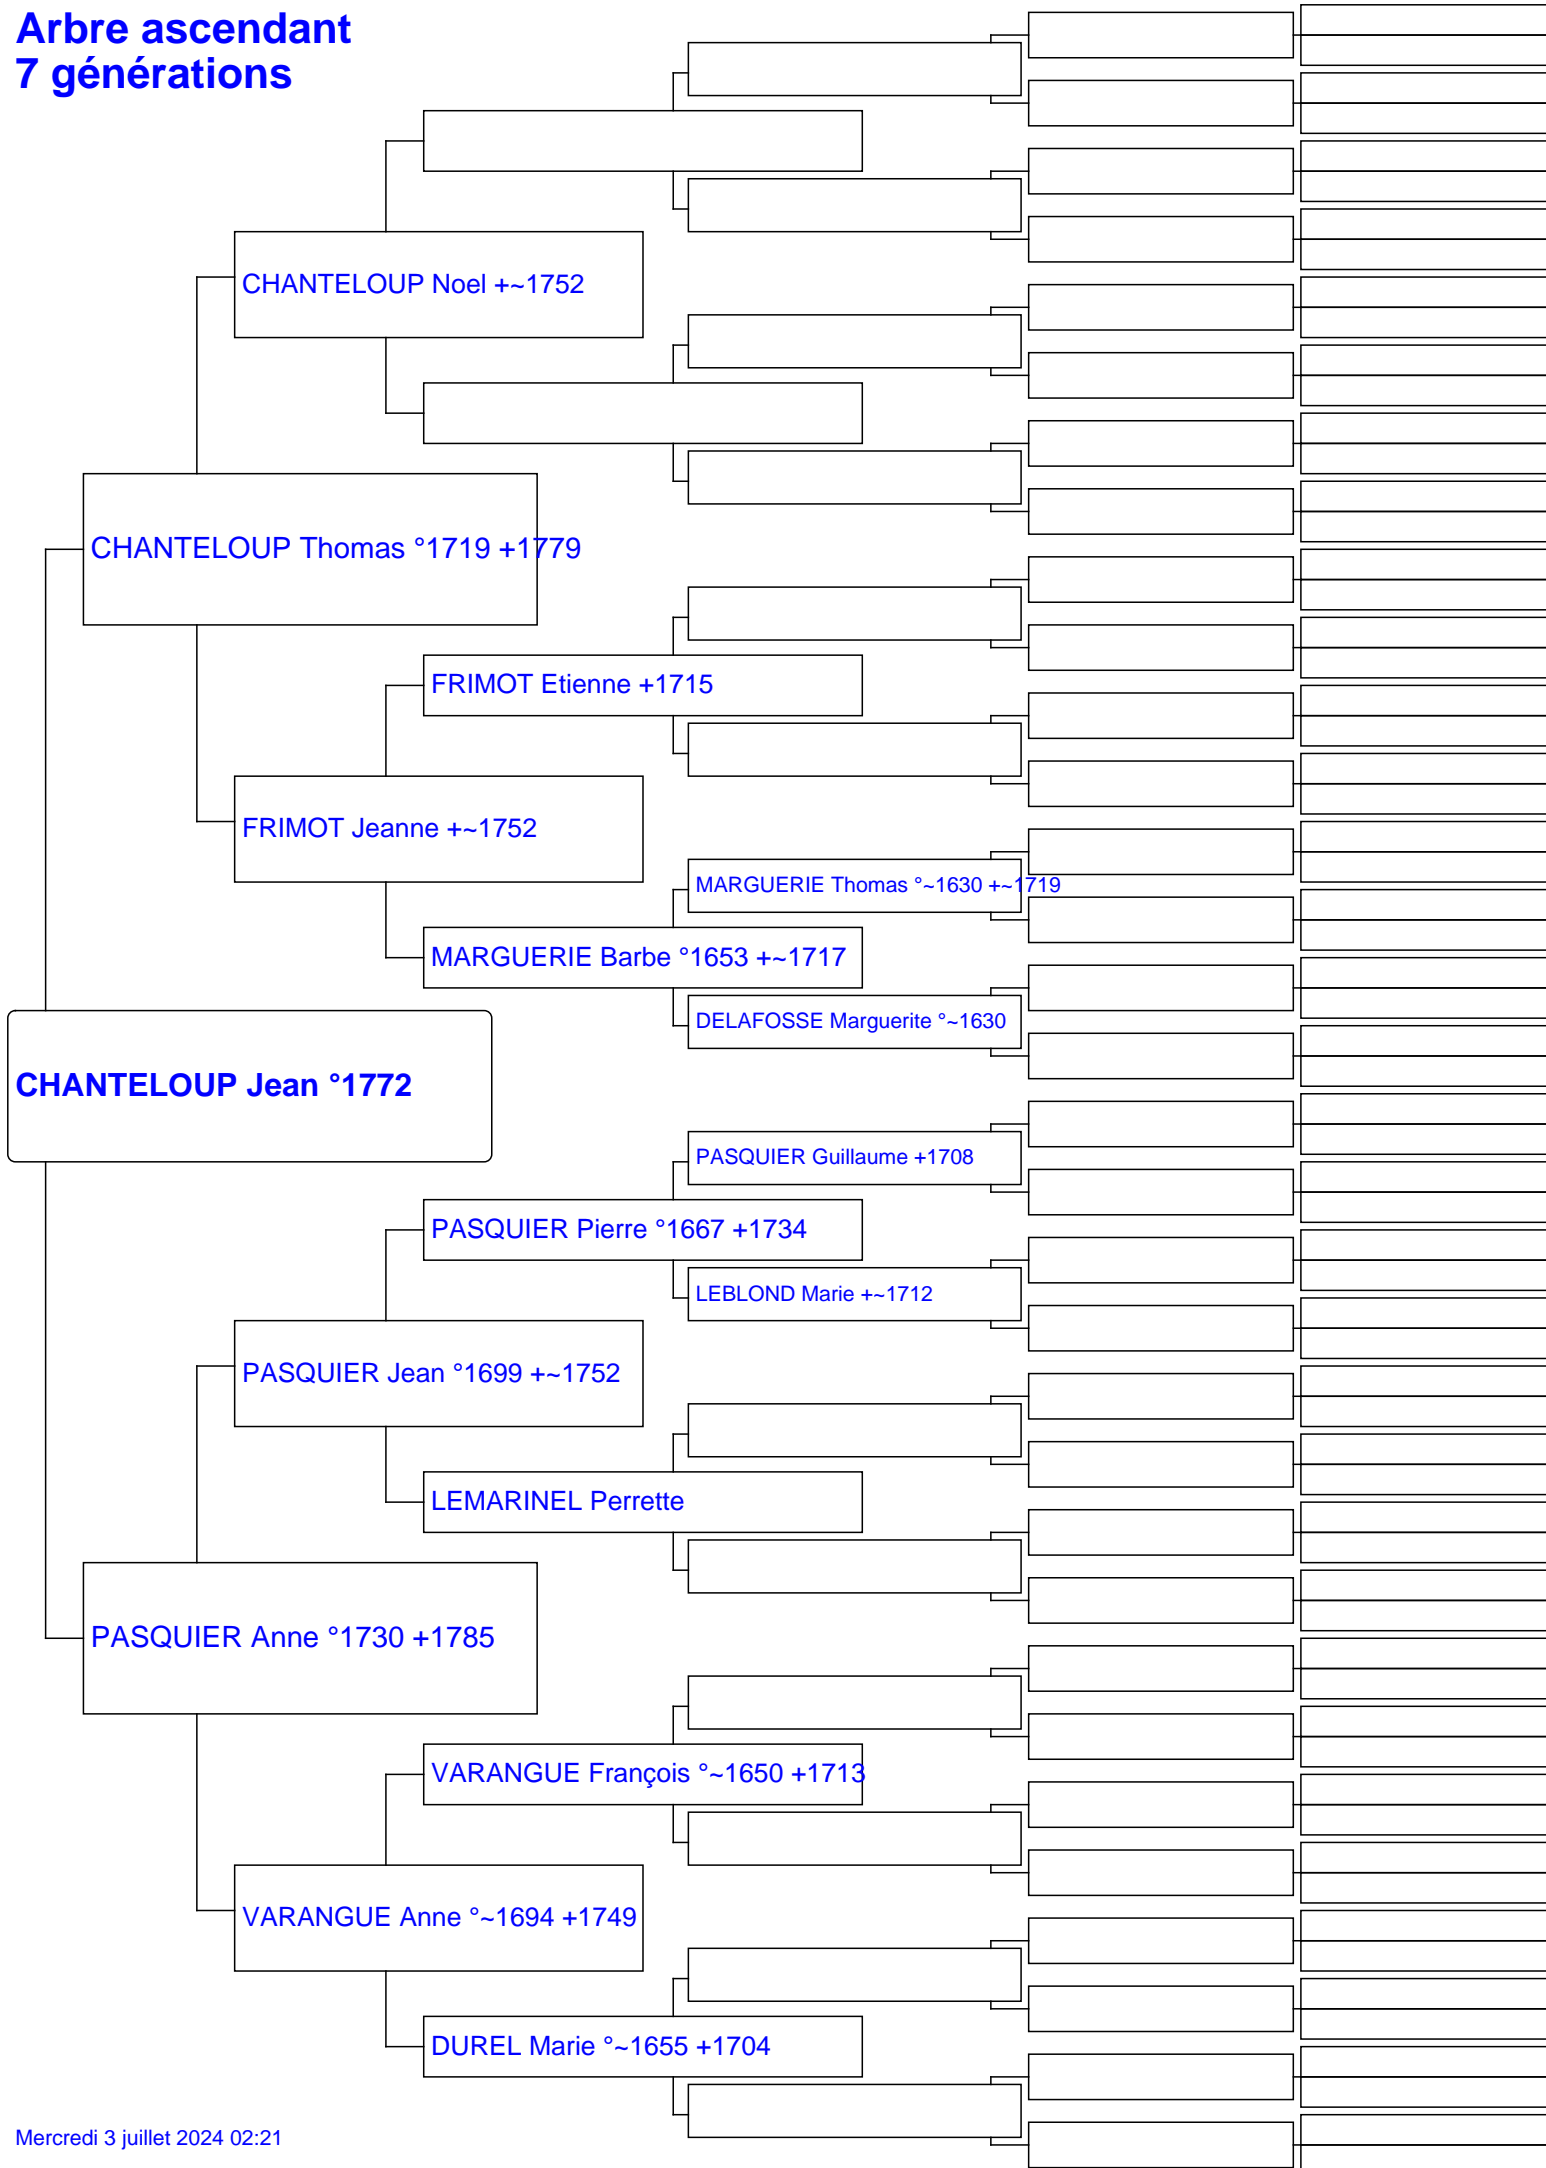 Arbre ascendant
7 générations
CHANTELOUP Noel +~1752
CHANTELOUP Thomas °1719 +1779
FRIMOT Etienne +1715
FRIMOT Jeanne +~1752
MARGUERIE Thomas °~1630 +~1719
MARGUERIE Barbe °1653 +~1717
DELAFOSSE Marguerite °~1630
CHANTELOUP Jean °1772
PASQUIER Guillaume +1708
PASQUIER Pierre °1667 +1734
LEBLOND Marie +~1712
PASQUIER Jean °1699 +~1752
LEMARINEL Perrette
PASQUIER Anne °1730 +1785
VARANGUE François °~1650 +1713
VARANGUE Anne °~1694 +1749
DUREL Marie °~1655 +1704
Mercredi 3 juillet 2024 02:21